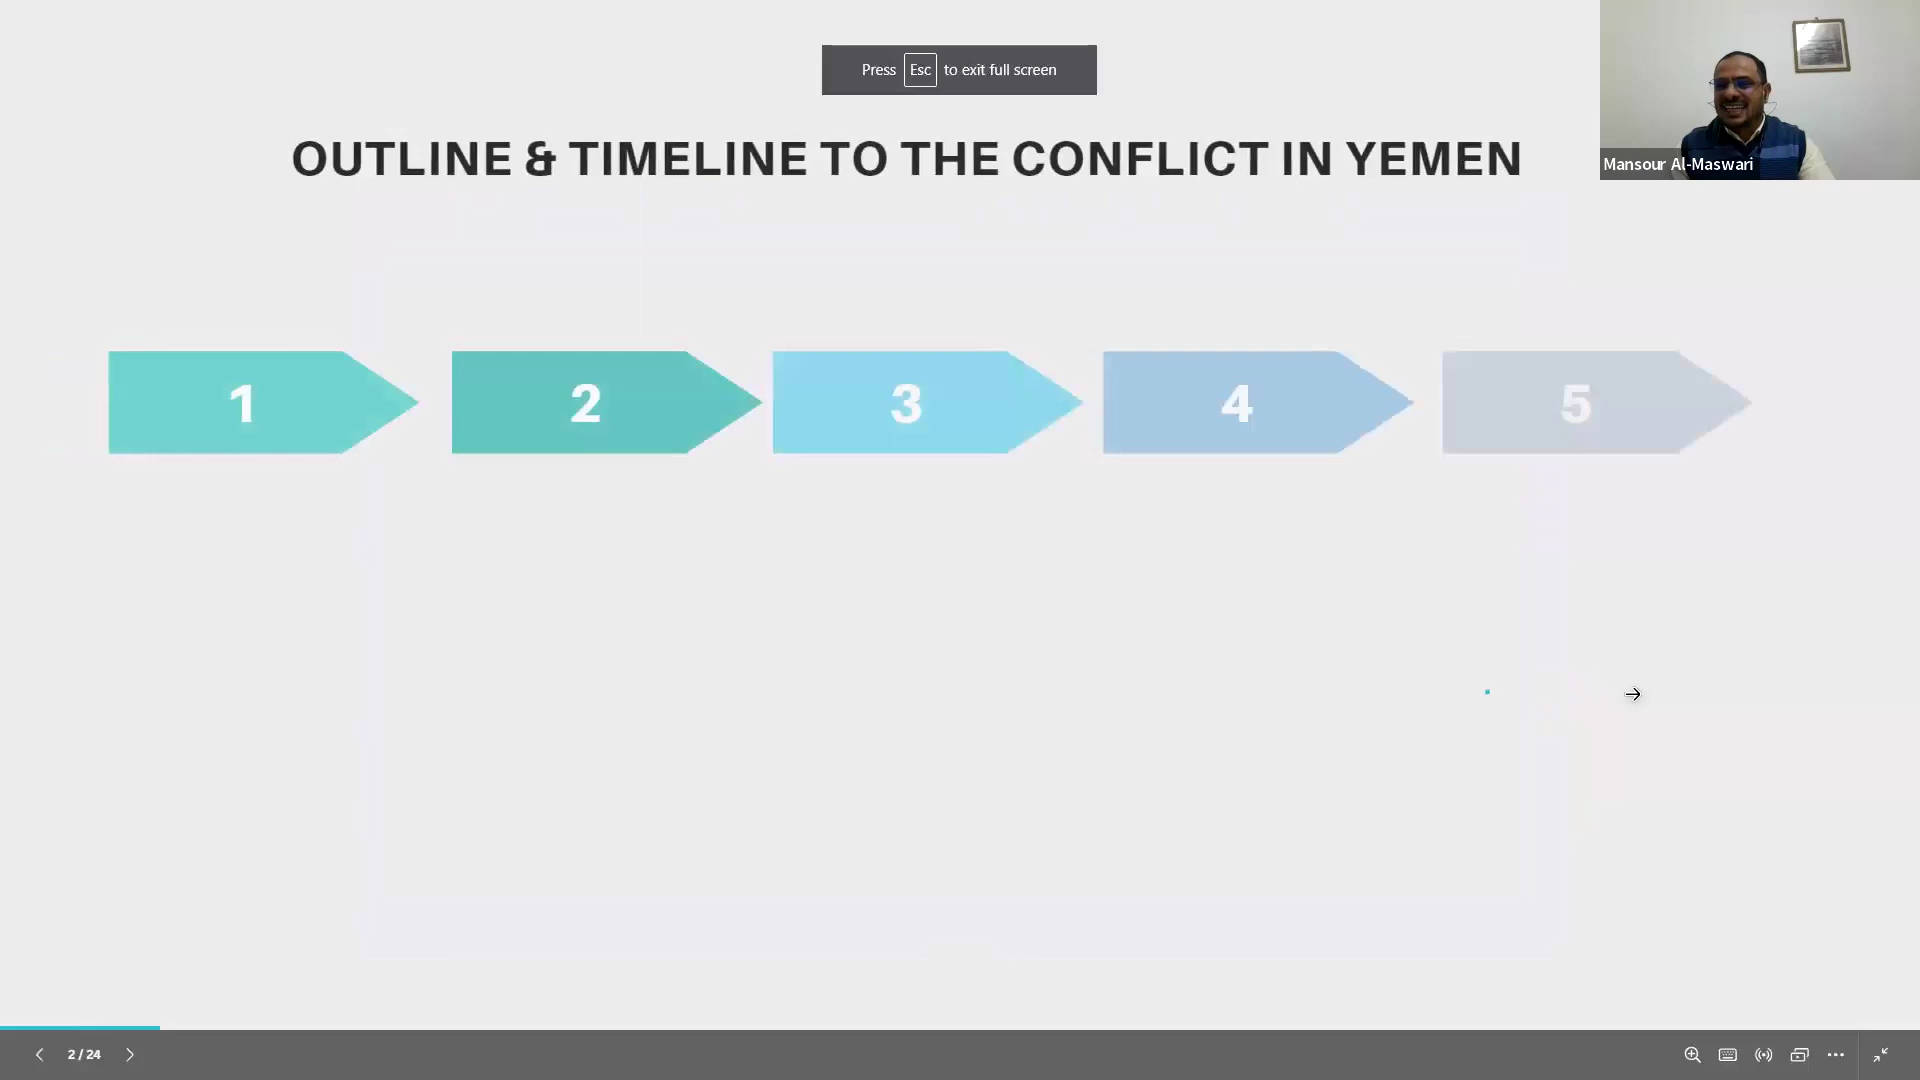 Press Esc to exit full screen
OUTLINE & TIMELINE TO THE CONFLICT IN YEMEN
Mansour Al-Maswari
1 2 3 4 5
2 / 24